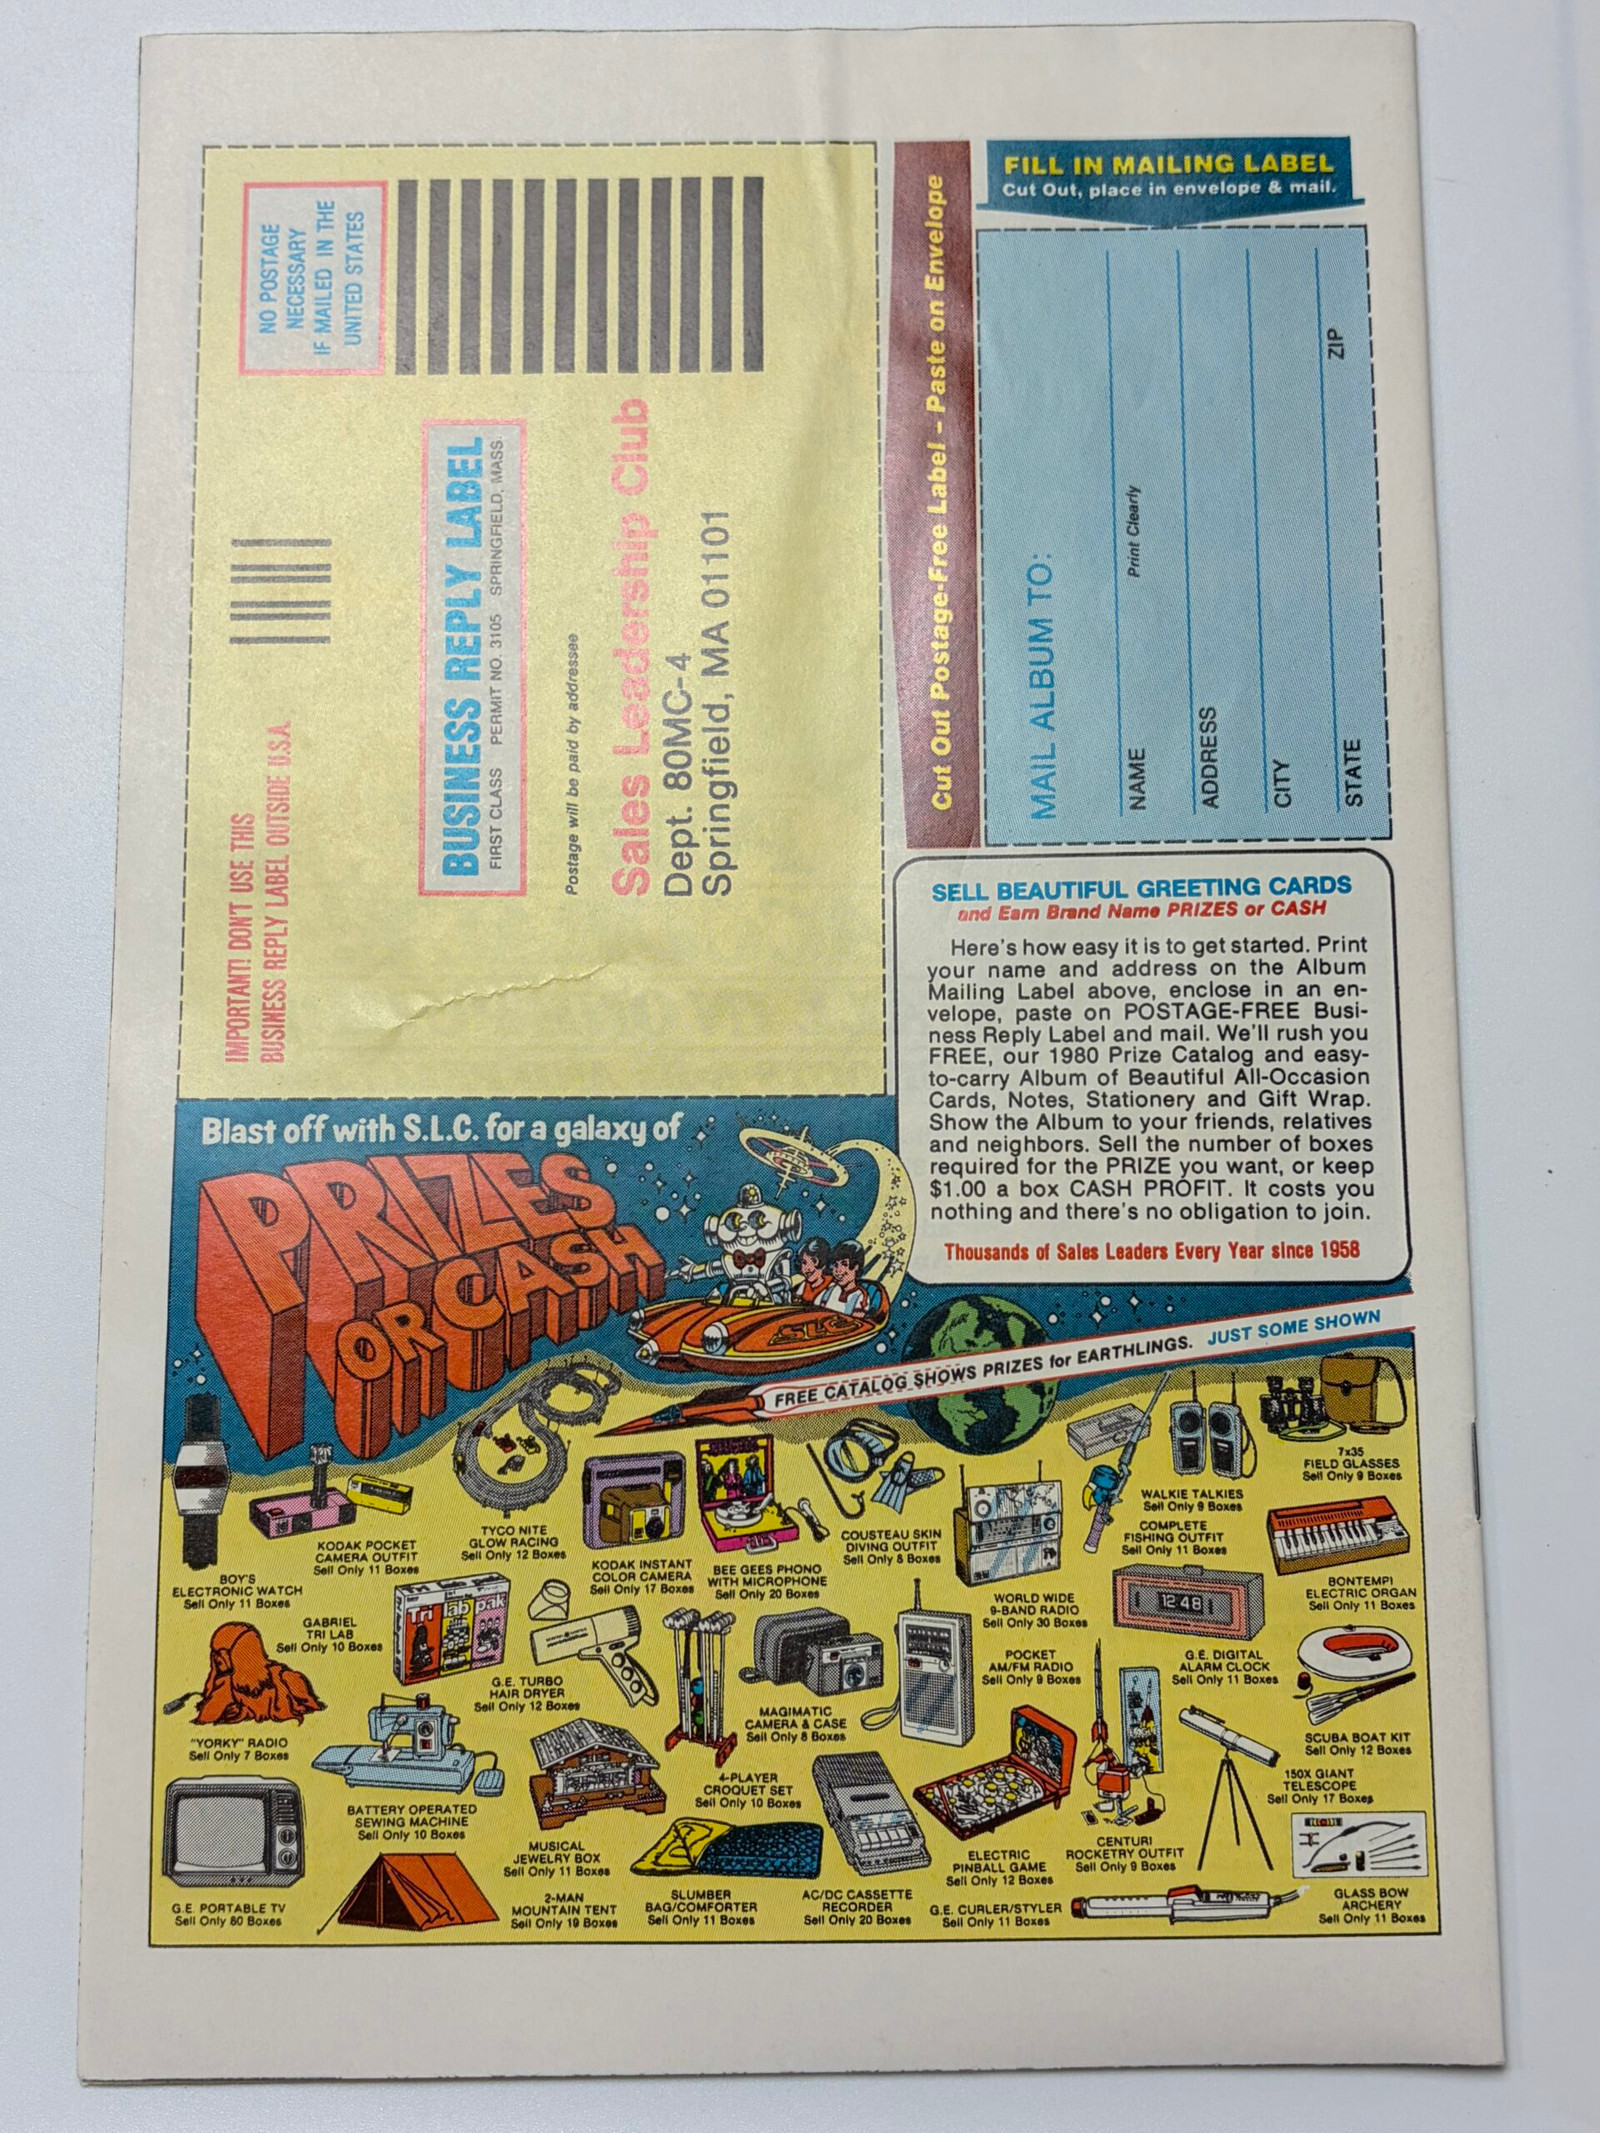 NO POSTAGE
NECESSARY
IF MAILED IN THE
UNITED STATES
IMPORTANT! DON'T USE THIS
BUSINESS REPLY LABEL OUTSIDE U.S.A.
BUSINESS REPLY LABEL
FIRST CLASS PERMIT NO. 3105 SPRINGFIELD, MASS.
Postage will be paid by addressee
Sales Leadership Club
Dept. 80MC-4
Springfield, MA 01101
Cut Out Postage-Free Label – Paste on Envelope
FILL IN MAILING LABEL
Cut Out, place in envelope & mail.
MAIL ALBUM TO:
NAME
Print Clearly
ADDRESS
CITY
STATE
ZIP
SELL BEAUTIFUL GREETING CARDS
and Earn Brand Name PRIZES or CASH
Here's how easy it is to get started. Print
your name and address on the Album
Mailing Label above, enclose in an en-
velope, paste on POSTAGE-FREE Busi-
ness Reply Label and mail. We'll rush you
FREE, our 1980 Prize Catalog and easy-
to-carry Album of Beautiful All-Occasion
Cards, Notes, Stationery and Gift Wrap.
Show the Album to your friends, relatives
and neighbors. Sell the number of boxes
required for the PRIZE you want, or keep
$1.00 a box CASH PROFIT. It costs you
nothing and there's no obligation to join.
Thousands of Sales Leaders Every Year since 1958
Blast off with S.L.C. for a galaxy of
PRIZES
OR CASH
SLC
FREE CATALOG SHOWS PRIZES for EARTHLINGS. JUST SOME SHOWN
BOY'S
ELECTRONIC WATCH
Sell Only 11 Boxes
KODAK POCKET
CAMERA OUTFIT
Sell Only 11 Boxes
TYCO NITE
GLOW RACING
Sell Only 12 Boxes
KODAK INSTANT
COLOR CAMERA
Sell Only 17 Boxes
BEE GEES PHONO
WITH MICROPHONE
Sell Only 20 Boxes
COUSTEAU SKIN
DIVING OUTFIT
Sell Only 8 Boxes
WORLD WIDE
9-BAND RADIO
Sell Only 30 Boxes
COMPLETE
FISHING OUTFIT
Sell Only 11 Boxes
WALKIE TALKIES
Sell Only 9 Boxes
7x35
FIELD GLASSES
Sell Only 9 Boxes
BONTEMPI
ELECTRIC ORGAN
Sell Only 11 Boxes
GABRIEL
TRI LAB
Sell Only 10 Boxes
Tri lab pak
G.E. TURBO
HAIR DRYER
Sell Only 12 Boxes
MAGIMATIC
CAMERA & CASE
Sell Only 8 Boxes
POCKET
AM/FM RADIO
Sell Only 9 Boxes
12 48
G.E. DIGITAL
ALARM CLOCK
Sell Only 11 Boxes
SCUBA BOAT KIT
Sell Only 12 Boxes
"YORKY" RADIO
Sell Only 7 Boxes
BATTERY OPERATED
SEWING MACHINE
Sell Only 10 Boxes
MUSICAL
JEWELRY BOX
Sell Only 11 Boxes
4-PLAYER
CROQUET SET
Sell Only 10 Boxes
ELECTRIC
PINBALL GAME
Sell Only 12 Boxes
CENTURI
ROCKETRY OUTFIT
Sell Only 9 Boxes
150X GIANT
TELESCOPE
Sell Only 17 Boxes
G.E. PORTABLE TV
Sell Only 80 Boxes
2-MAN
MOUNTAIN TENT
Sell Only 19 Boxes
SLUMBER
BAG/COMFORTER
Sell Only 11 Boxes
AC/DC CASSETTE
RECORDER
Sell Only 20 Boxes
G.E. CURLER/STYLER
Sell Only 11 Boxes
GLASS BOW
ARCHERY
Sell Only 11 Boxes